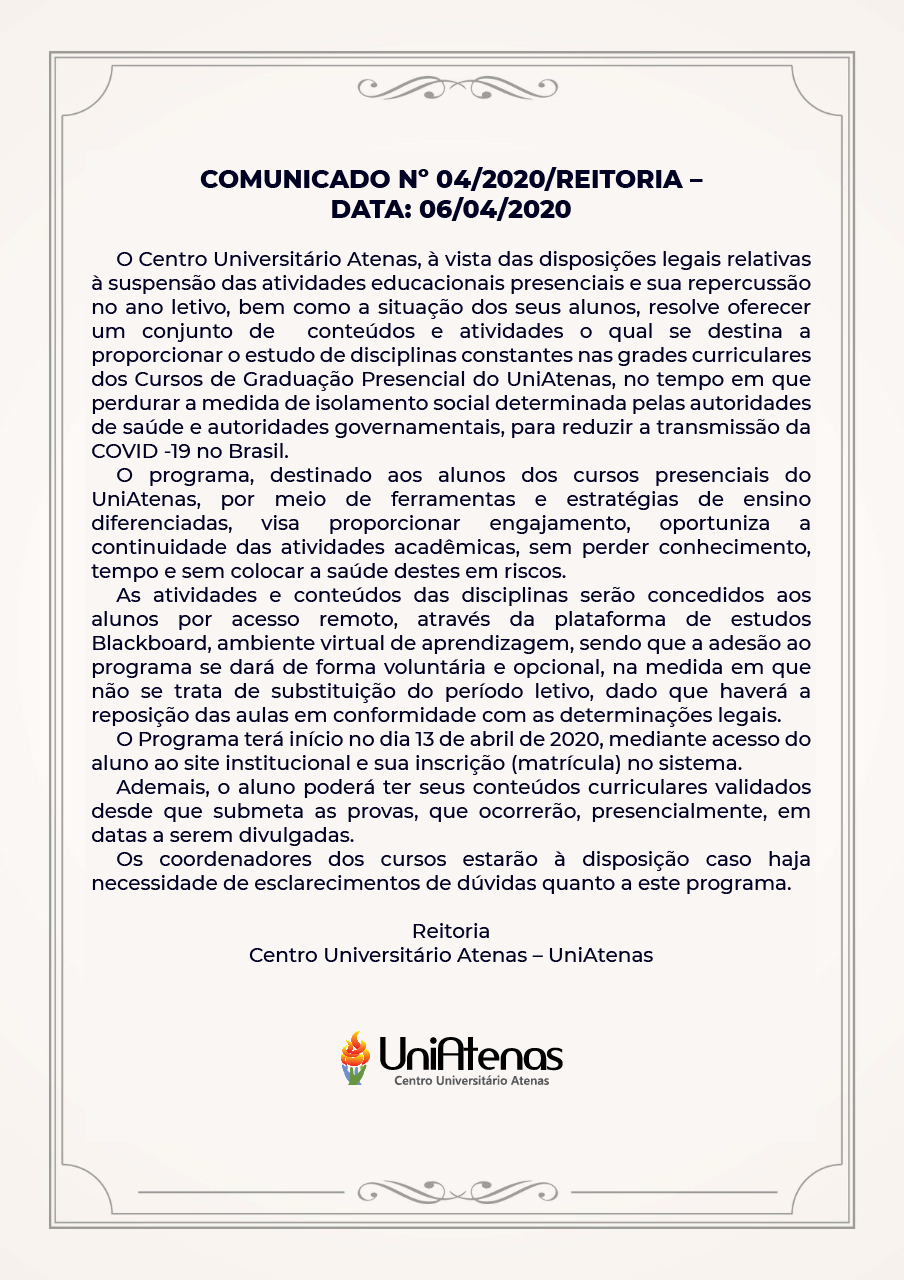 COMUNICADO Nº 04/2020/REITORIA –
DATA: 06/04/2020
O Centro Universitário Atenas, à vista das disposições legais relativas
à suspensão das atividades educacionais presenciais e sua repercussão
no ano letivo, bem como a situação dos seus alunos, resolve oferecer
um conjunto de conteúdos e atividades o qual se destina a
proporcionar o estudo de disciplinas constantes nas grades curriculares
dos Cursos de Graduação Presencial do UniAtenas, no tempo em que
perdurar a medida de isolamento social determinada pelas autoridades
de saúde e autoridades governamentais, para reduzir a transmissão da
COVID -19 no Brasil.
O programa, destinado aos alunos dos cursos presenciais do
UniAtenas, por meio de ferramentas e estratégias de ensino
diferenciadas, visa proporcionar engajamento, oportuniza a
continuidade das atividades acadêmicas, sem perder conhecimento,
tempo e sem colocar a saúde destes em riscos.
As atividades e conteúdos das disciplinas serão concedidos aos
alunos por acesso remoto, através da plataforma de estudos
Blackboard, ambiente virtual de aprendizagem, sendo que a adesão ao
programa se dará de forma voluntária e opcional, na medida em que
não se trata de substituição do período letivo, dado que haverá a
reposição das aulas em conformidade com as determinações legais.
O Programa terá início no dia 13 de abril de 2020, mediante acesso do
aluno ao site institucional e sua inscrição (matrícula) no sistema.
Ademais, o aluno poderá ter seus conteúdos curriculares validados
desde que submeta as provas, que ocorrerão, presencialmente, em
datas a serem divulgadas.
Os coordenadores dos cursos estarão à disposição caso haja
necessidade de esclarecimentos de dúvidas quanto a este programa.
Reitoria
Centro Universitário Atenas – UniAtenas
UniAtenas
Centro Universitário Atenas